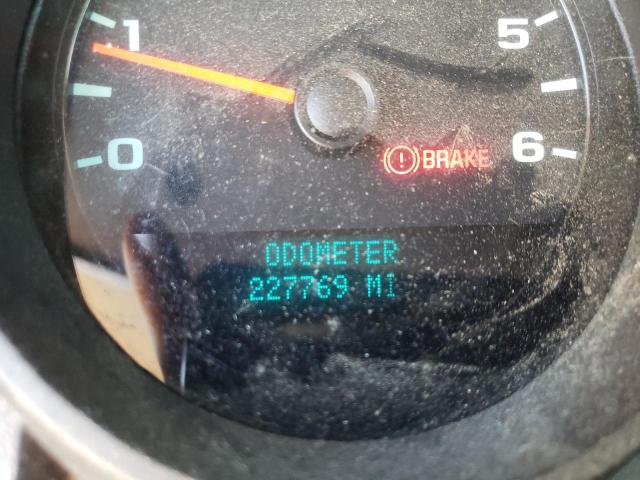 1 5
0 (!) BRAKE 6
ODOMETER
227769 MI